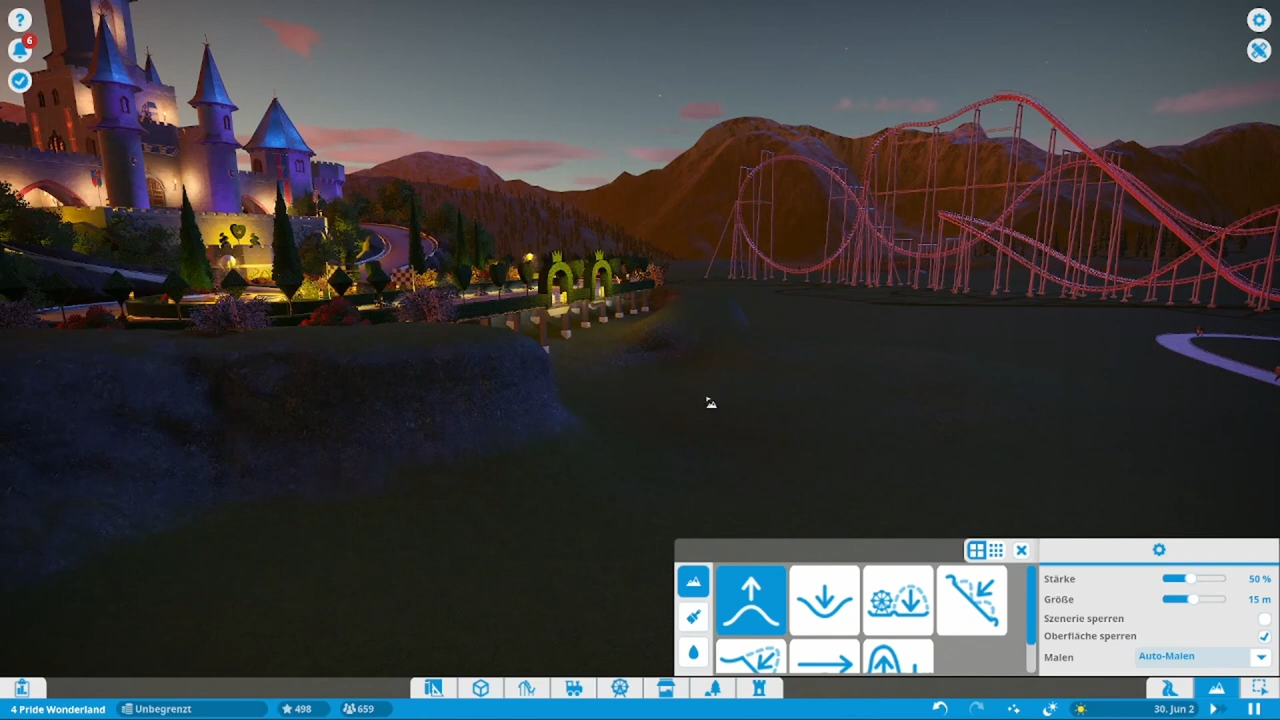 ?
6
Stärke 50 %
Größe 15 m
Szenerie sperren
Oberfläche sperren
Malen Auto-Malen
4 Pride Wonderland Unbegrenzt 498 659 30. Jun 2